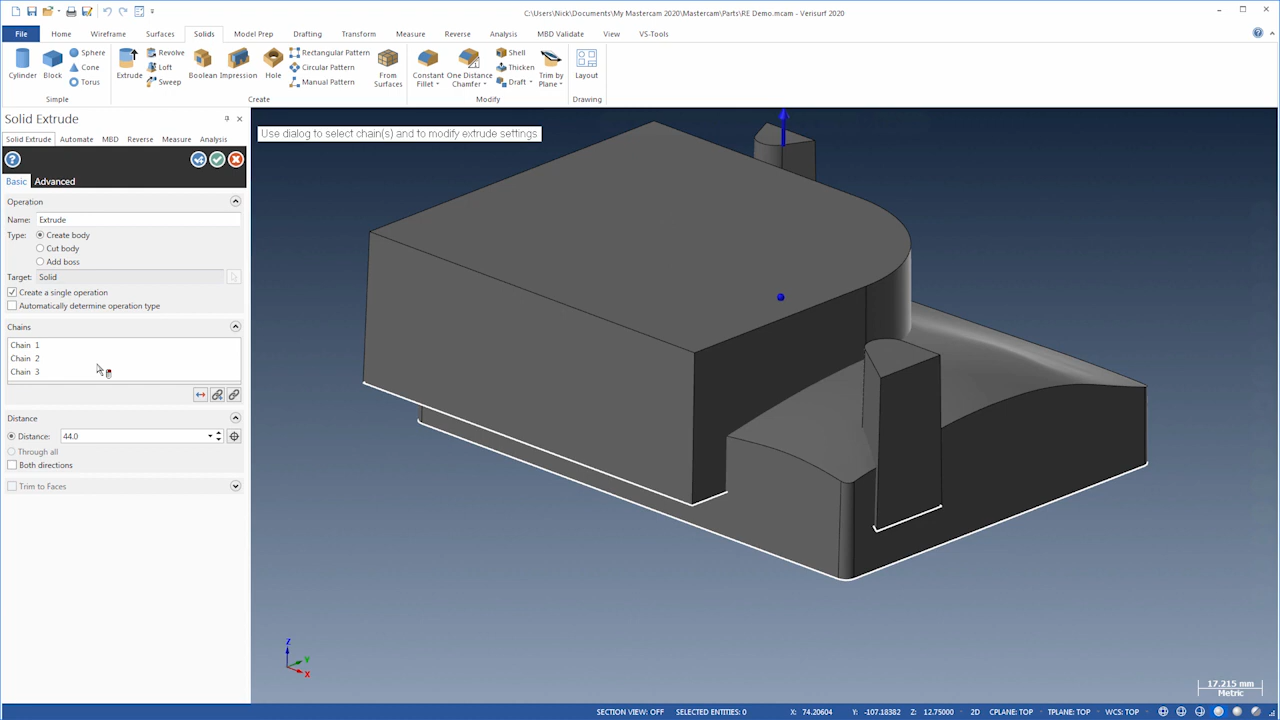 C:\Users\Nick\Documents\My Mastercam 2020\Mastercam\Parts\RE Demo.mcam - Verisurf 2020
File Home Wireframe Surfaces Solids Model Prep Drafting Transform Measure Reverse Analysis MBD Validate View VS-Tools
Cylinder Block Sphere Cone Torus
Simple
Extrude Revolve Loft Sweep Boolean Impression Hole Rectangular Pattern Circular Pattern Manual Pattern From Surfaces
Create
Constant Fillet One Distance Chamfer Shell Thicken Draft Trim by Plane
Modify
Layout
Drawing
Solid Extrude
Solid Extrude Automate MBD Reverse Measure Analysis
Basic Advanced
Operation
Name: Extrude
Type: Create body
Cut body
Add boss
Target: Solid
Create a single operation
Automatically determine operation type
Chains
Chain 1
Chain 2
Chain 3
Distance
Distance: 44.0
Through all
Both directions
Trim to Faces
Use dialog to select chain(s) and to modify extrude settings
Z
Y
X
17.215 mm
Metric
SECTION VIEW: OFF SELECTED ENTITIES: 0 X: 74.20604 Y: -107.18382 Z: 12.75000 2D CPLANE: TOP TPLANE: TOP WCS: TOP